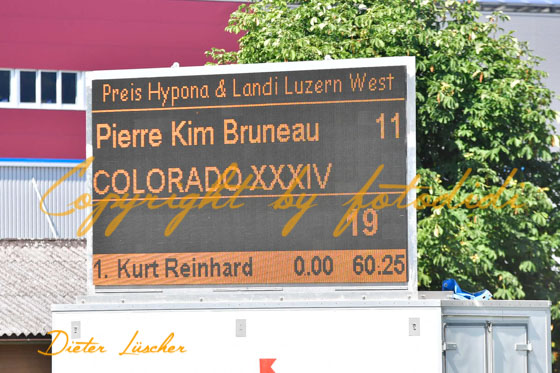 Preis Hypona & Landi Luzern West
Pierre Kim Bruneau 11
COLORADO XXXIV
19
1. Kurt Reinhard 0.00 60.25
Copyright by fotodedi
Dieter Lüscher